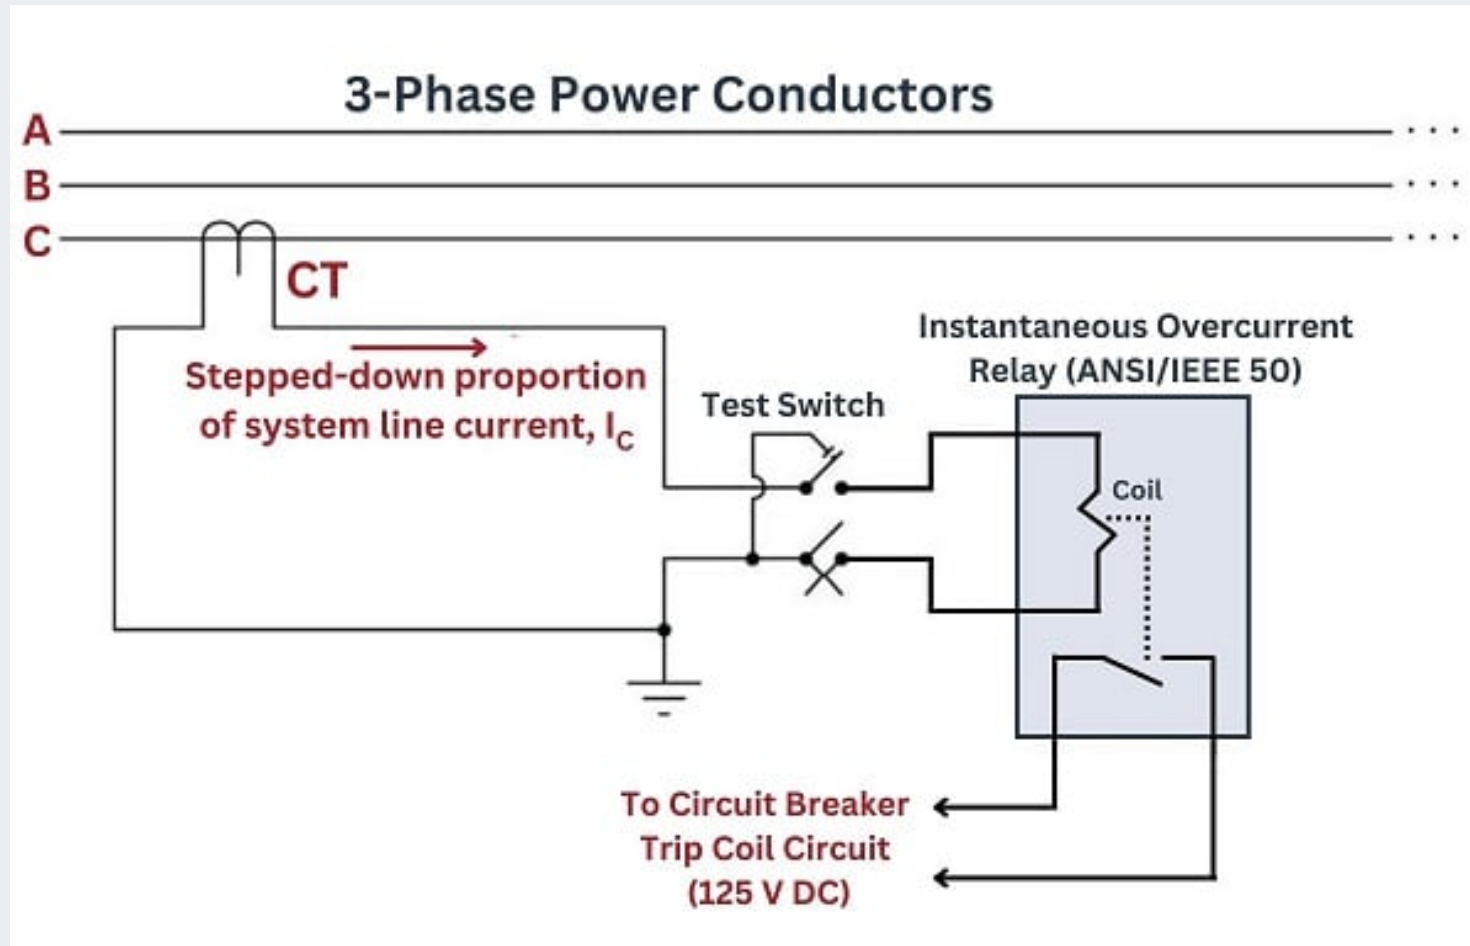 3-Phase Power Conductors
A
B
C
CT
Stepped-down proportion
of system line current, I_C
Test Switch
Instantaneous Overcurrent
Relay (ANSI/IEEE 50)
Coil
To Circuit Breaker
Trip Coil Circuit
(125 V DC)